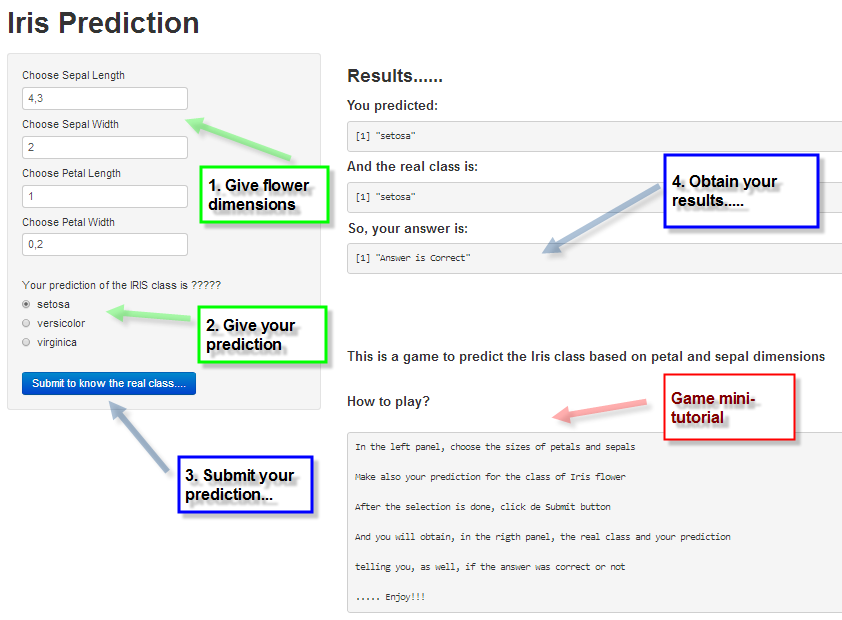 Iris Prediction
Choose Sepal Length
4,3
Choose Sepal Width
2
Choose Petal Length
1
Choose Petal Width
0,2
Your prediction of the IRIS class is ?????
setosa
versicolor
virginica
Submit to know the real class....
1. Give flower
dimensions
2. Give your
prediction
3. Submit your
prediction...
Results......
You predicted:
[1] "setosa"
And the real class is:
[1] "setosa"
So, your answer is:
[1] "Answer is Correct"
4. Obtain your
results.....
This is a game to predict the Iris class based on petal and sepal dimensions
How to play?
Game mini-
tutorial
In the left panel, choose the sizes of petals and sepals
Make also your prediction for the class of Iris flower
After the selection is done, click de Submit button
And you will obtain, in the rigth panel, the real class and your prediction
telling you, as well, if the answer was correct or not
..... Enjoy!!!